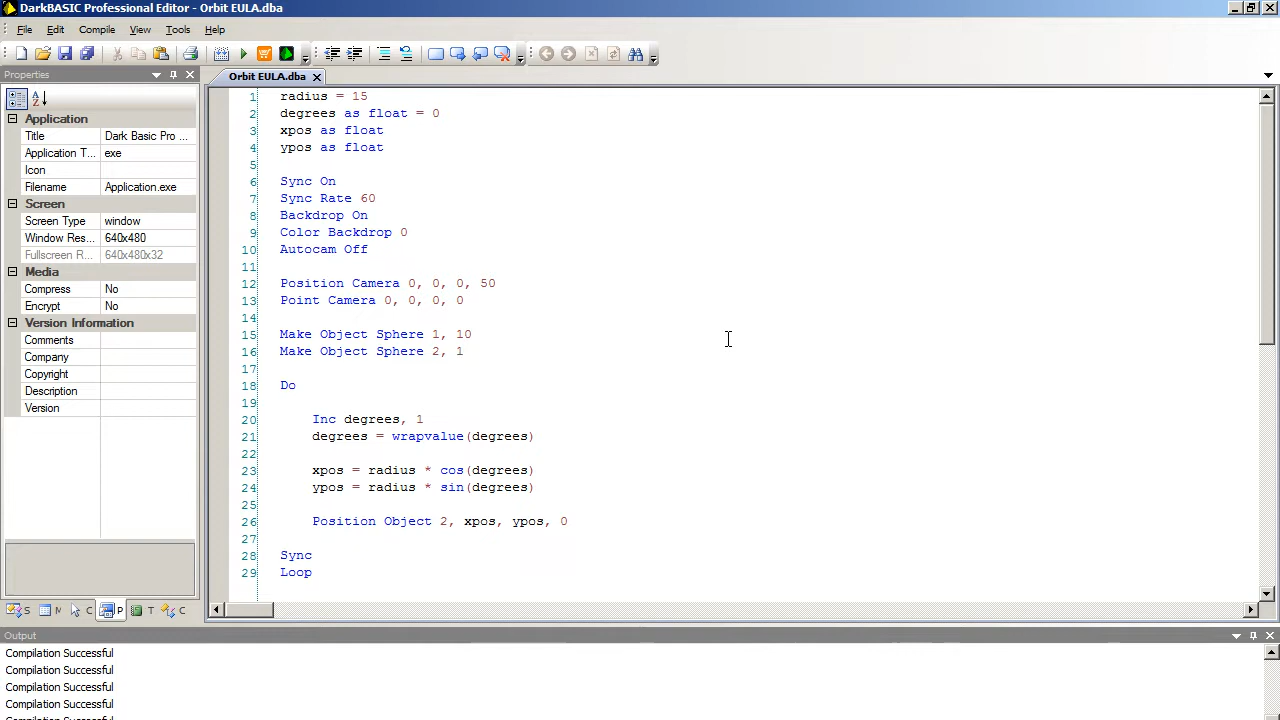 DarkBASIC Professional Editor - Orbit EULA.dba
File Edit Compile View Tools Help
Properties
Orbit EULA.dba
Application
Title Dark Basic Pro ...
Application T... exe
Icon
Filename Application.exe
Screen
Screen Type window
Window Res... 640x480
Fullscreen R... 640x480x32
Media
Compress No
Encrypt No
Version Information
Comments
Company
Copyright
Description
Version
S M C P T C
1 radius = 15
2 degrees as float = 0
3 xpos as float
4 ypos as float
5
6 Sync On
7 Sync Rate 60
8 Backdrop On
9 Color Backdrop 0
10 Autocam Off
11
12 Position Camera 0, 0, 0, 50
13 Point Camera 0, 0, 0, 0
14
15 Make Object Sphere 1, 10
16 Make Object Sphere 2, 1
17
18 Do
19
20 Inc degrees, 1
21 degrees = wrapvalue(degrees)
22
23 xpos = radius * cos(degrees)
24 ypos = radius * sin(degrees)
25
26 Position Object 2, xpos, ypos, 0
27
28 Sync
29 Loop
Output
Compilation Successful
Compilation Successful
Compilation Successful
Compilation Successful
Compilation Successful